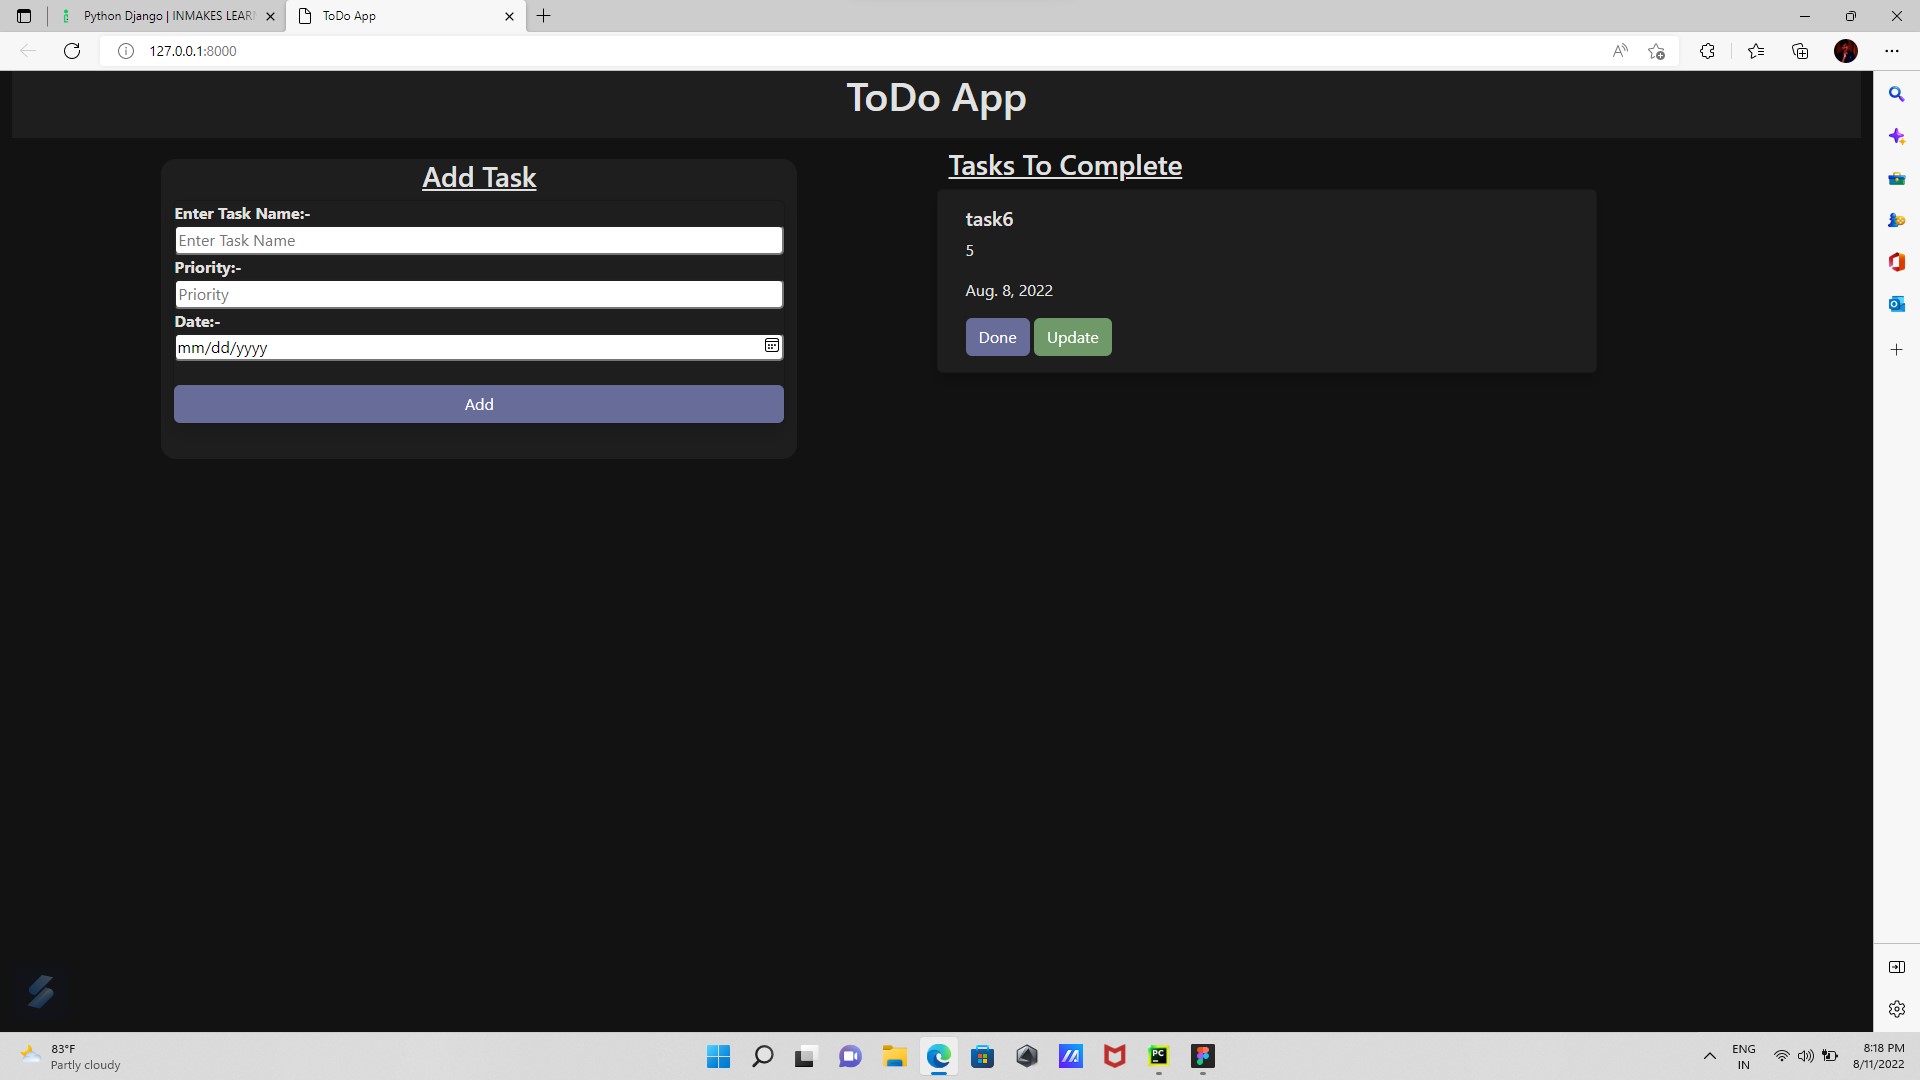 Python Django | INMAKES LEAR
ToDo App
127.0.0.1:8000
ToDo App
Add Task
Enter Task Name:-
Enter Task Name
Priority:-
Priority
Date:-
mm/dd/yyyy
Add
Tasks To Complete
task6
5
Aug. 8, 2022
Done Update
83°F
Partly cloudy
PC
ENG
IN
8:18 PM
8/11/2022